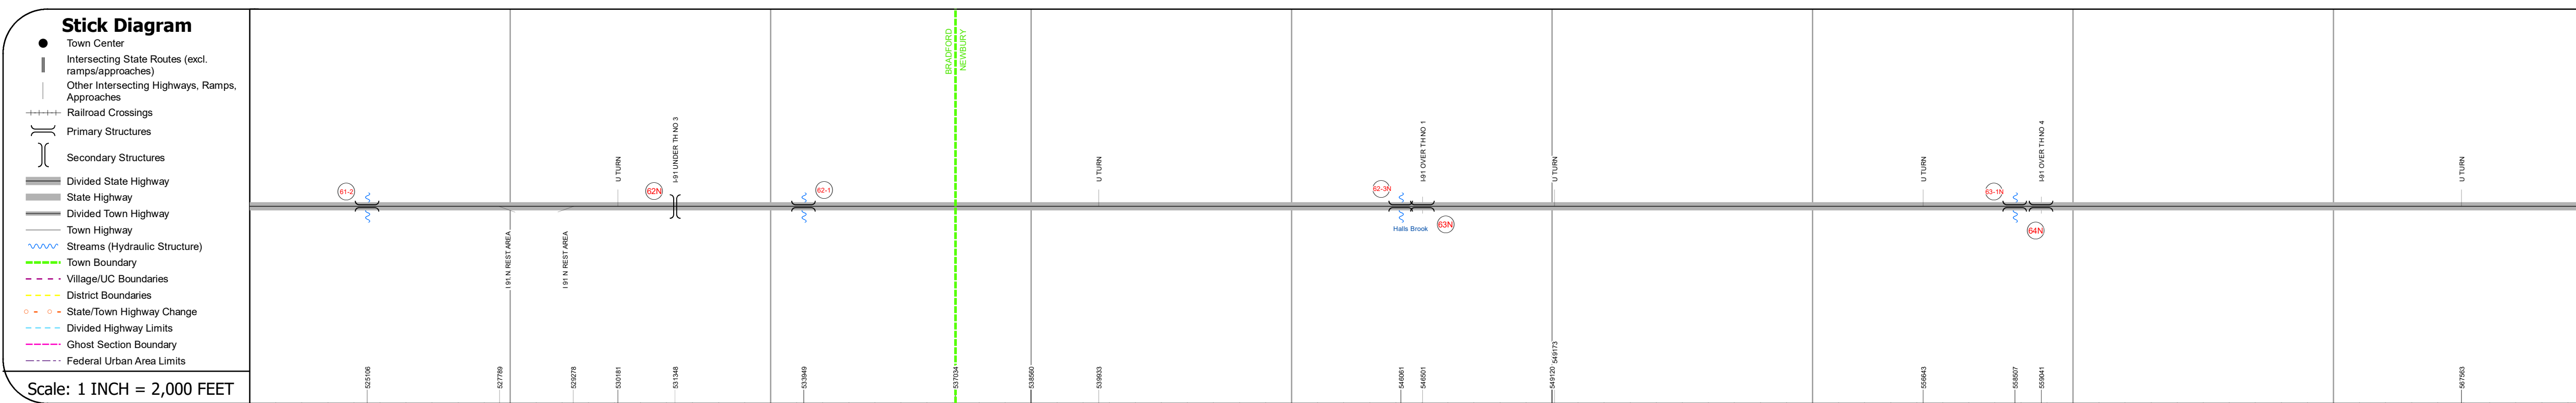 Stick Diagram
Town Center
Intersecting State Routes (excl.
ramps/approaches)
Other Intersecting Highways, Ramps,
Approaches
Railroad Crossings
Primary Structures
Secondary Structures
Divided State Highway
State Highway
Divided Town Highway
Town Highway
Streams (Hydraulic Structure)
Town Boundary
Village/UC Boundaries
District Boundaries
State/Town Highway Change
Divided Highway Limits
Ghost Section Boundary
Federal Urban Area Limits
Scale: 1 INCH = 2,000 FEET
BRADFORD
NEWBURY
I-91 UNDER TH NO 3
I-91 OVER TH NO 1
I-91 OVER TH NO 4
U TURN
U TURN
U TURN
U TURN
U TURN
61-2
62N
62-1
62-3N
63-1N
Halls Brook
63N
64N
I 91 N REST AREA
I 91 N REST AREA
525106
527789
529278
530181
531348
533949
537034
538560
539933
546061
546501
549120
549173
556643
558507
559041
567563